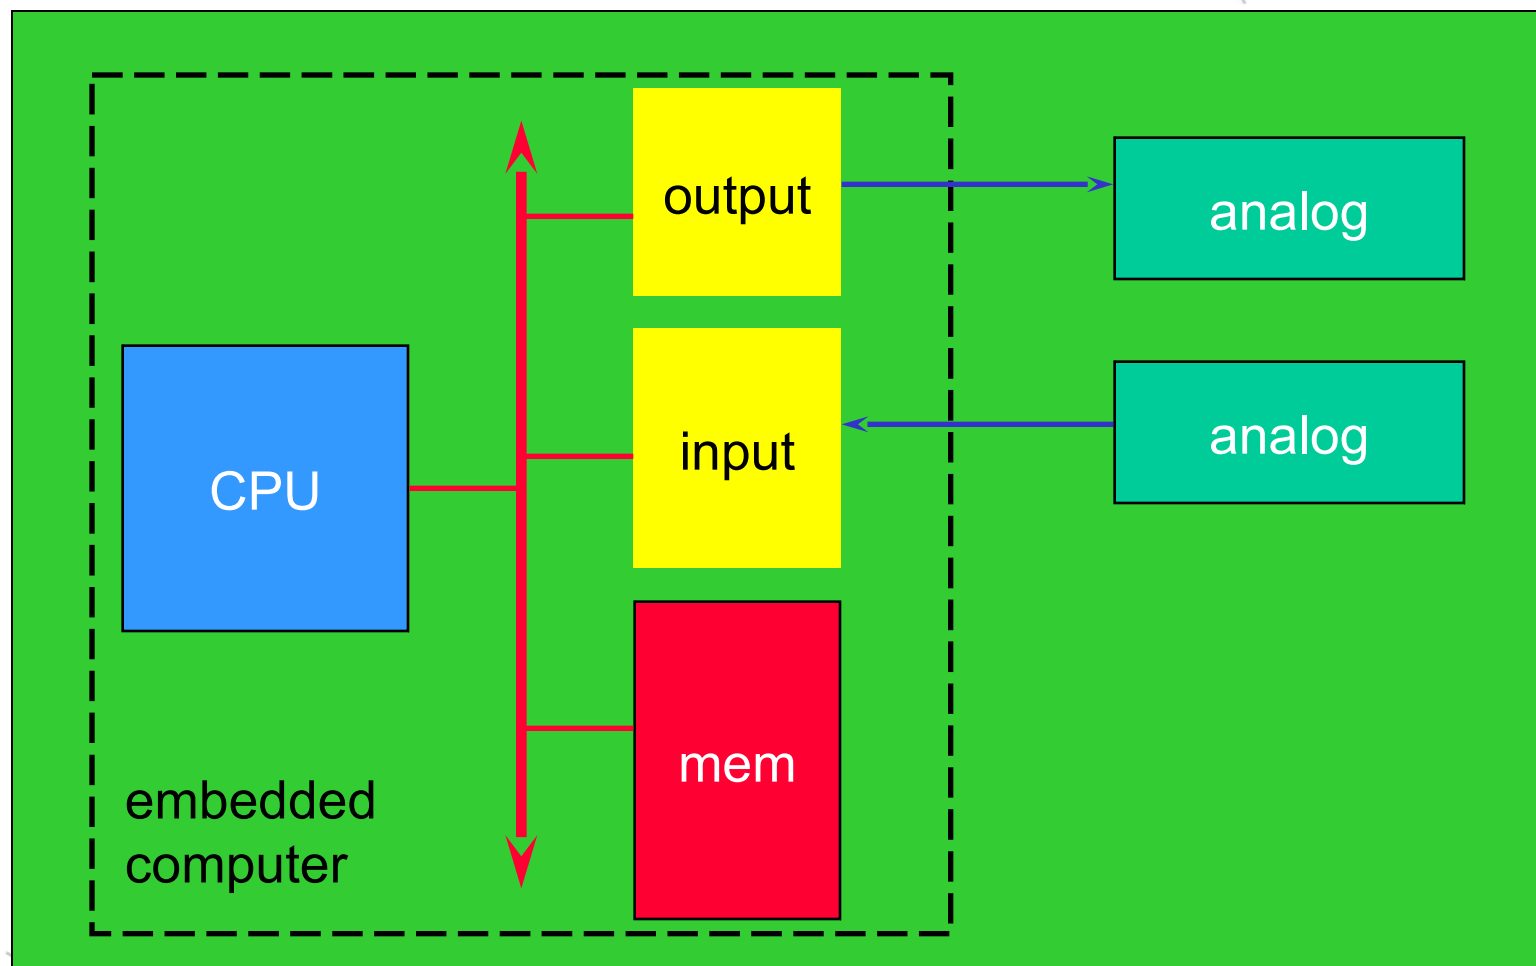 output
analog
input
analog
CPU
mem
embedded
computer